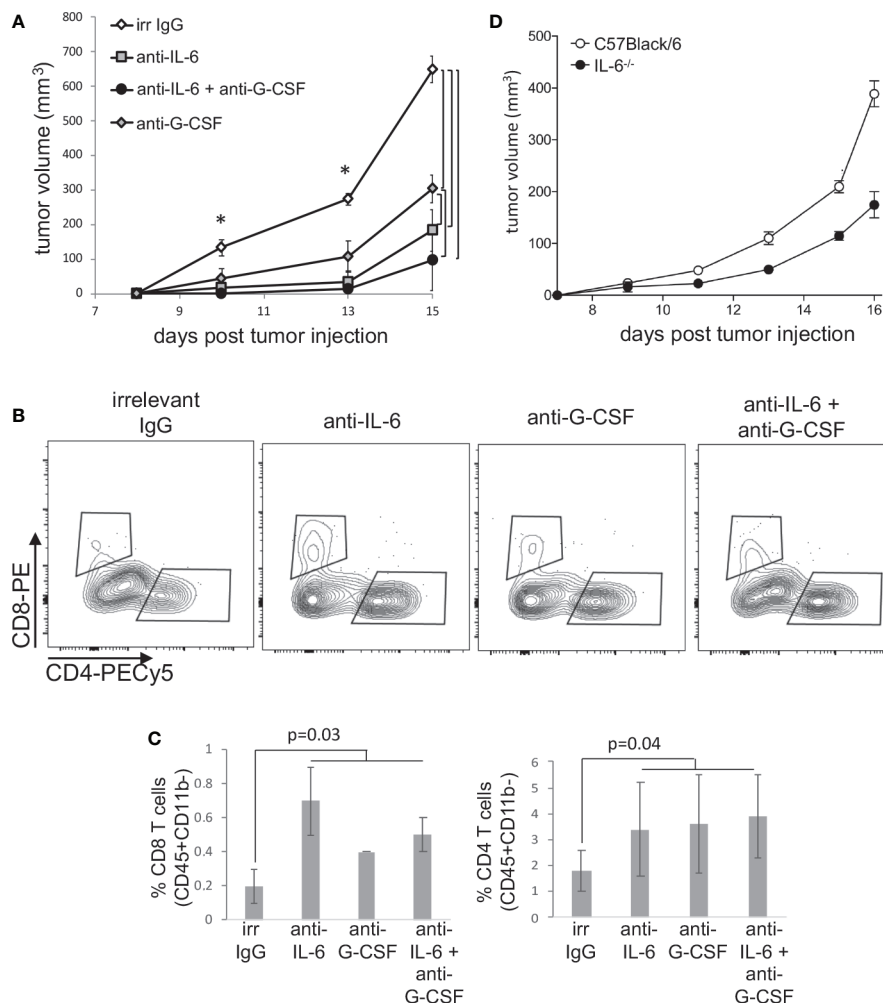 A
irr IgG
anti-IL-6
anti-IL-6 + anti-G-CSF
anti-G-CSF
tumor volume (mm³)
800
700
600
500
400
300
200
100
0
*
*
7
9
11
13
15
days post tumor injection
D
C57Black/6
IL-6-/-
tumor volume (mm³)
500
400
300
200
100
0
8
10
12
14
16
days post tumor injection
B
irrelevant
IgG
anti-IL-6
anti-G-CSF
anti-IL-6 +
anti-G-CSF
CD8-PE
CD4-PECy5
C
p=0.03
% CD8 T cells
(CD45+CD11b-)
1
0.8
0.6
0.4
0.2
0
irr
IgG
anti-
IL-6
anti-
G-CSF
anti-
IL-6 +
anti-
G-CSF
p=0.04
% CD4 T cells
(CD45+CD11b-)
6
5
4
3
2
1
0
irr
IgG
anti-
IL-6
anti-
G-CSF
anti-
IL-6 +
anti-
G-CSF